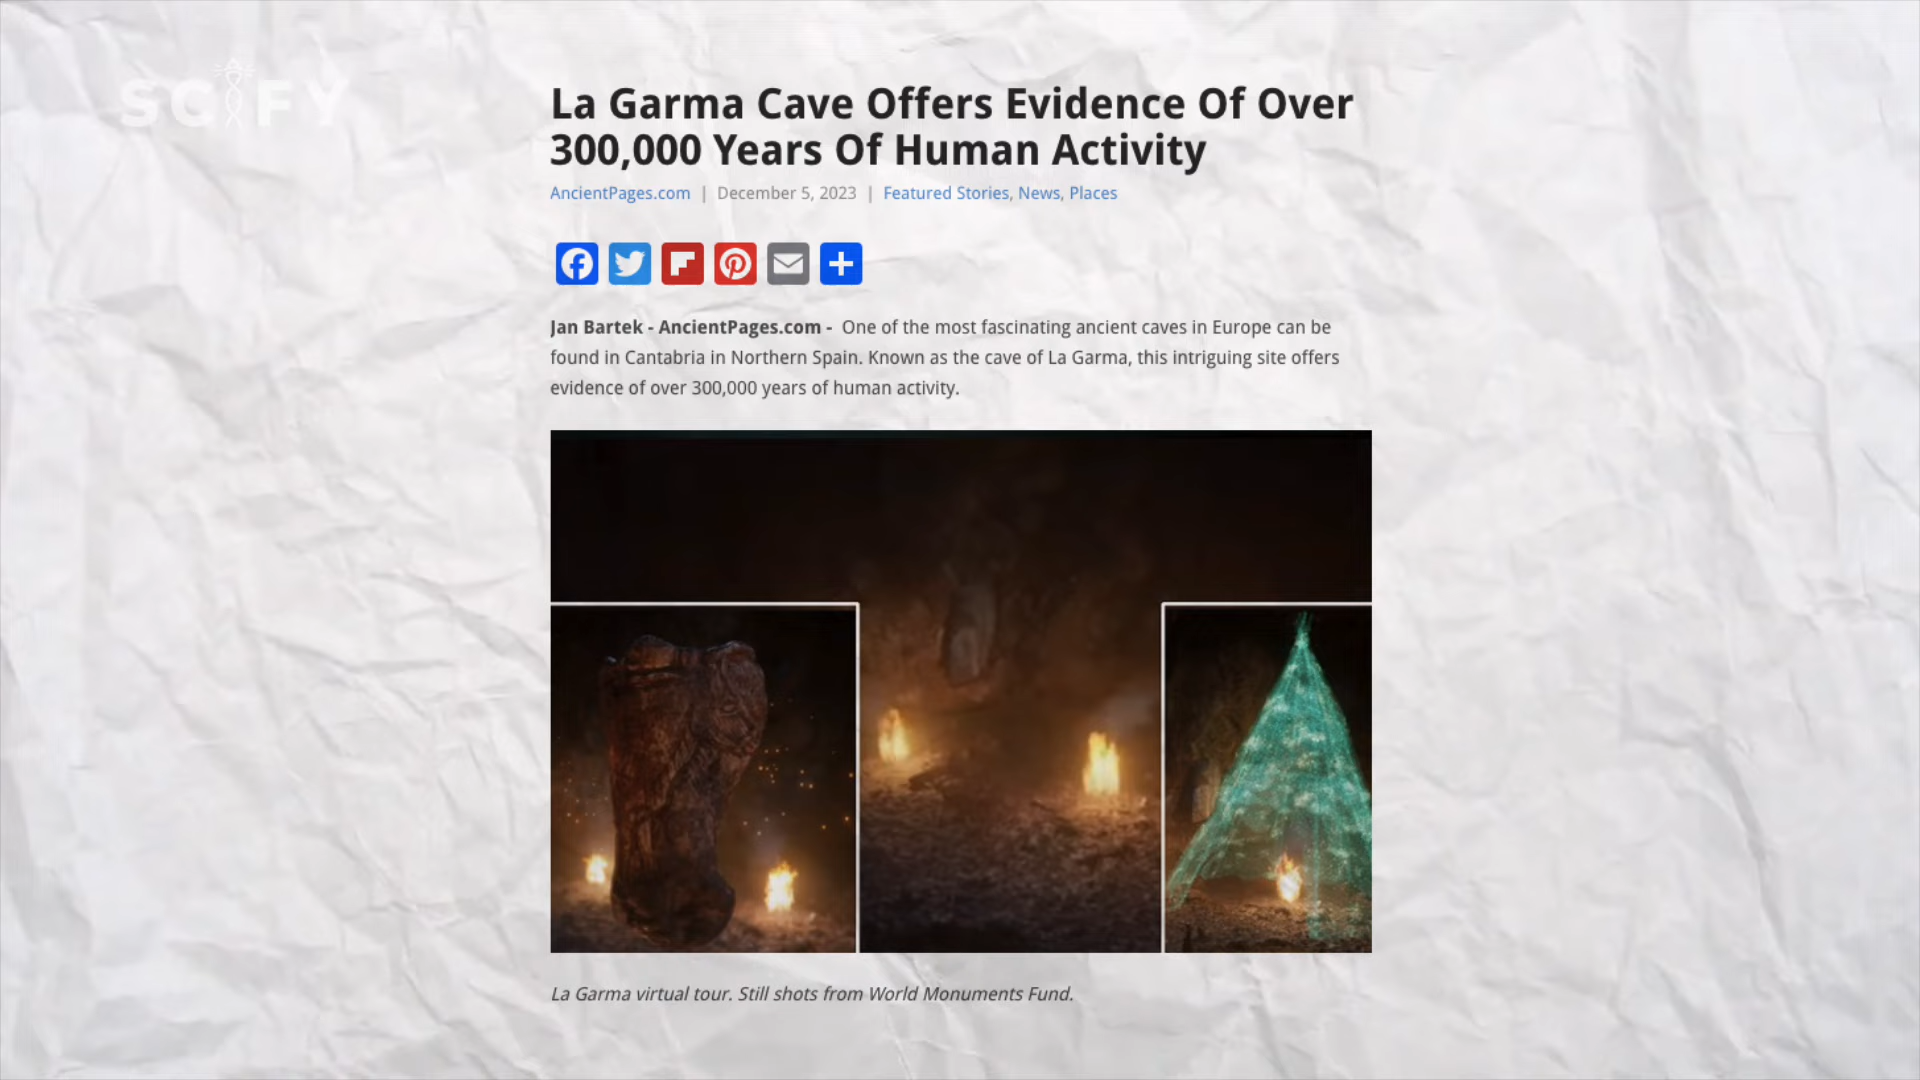 SCIFY
La Garma Cave Offers Evidence Of Over
300,000 Years Of Human Activity
AncientPages.com | December 5, 2023 | Featured Stories, News, Places
Jan Bartek - AncientPages.com - One of the most fascinating ancient caves in Europe can be
found in Cantabria in Northern Spain. Known as the cave of La Garma, this intriguing site offers
evidence of over 300,000 years of human activity.
La Garma virtual tour. Still shots from World Monuments Fund.